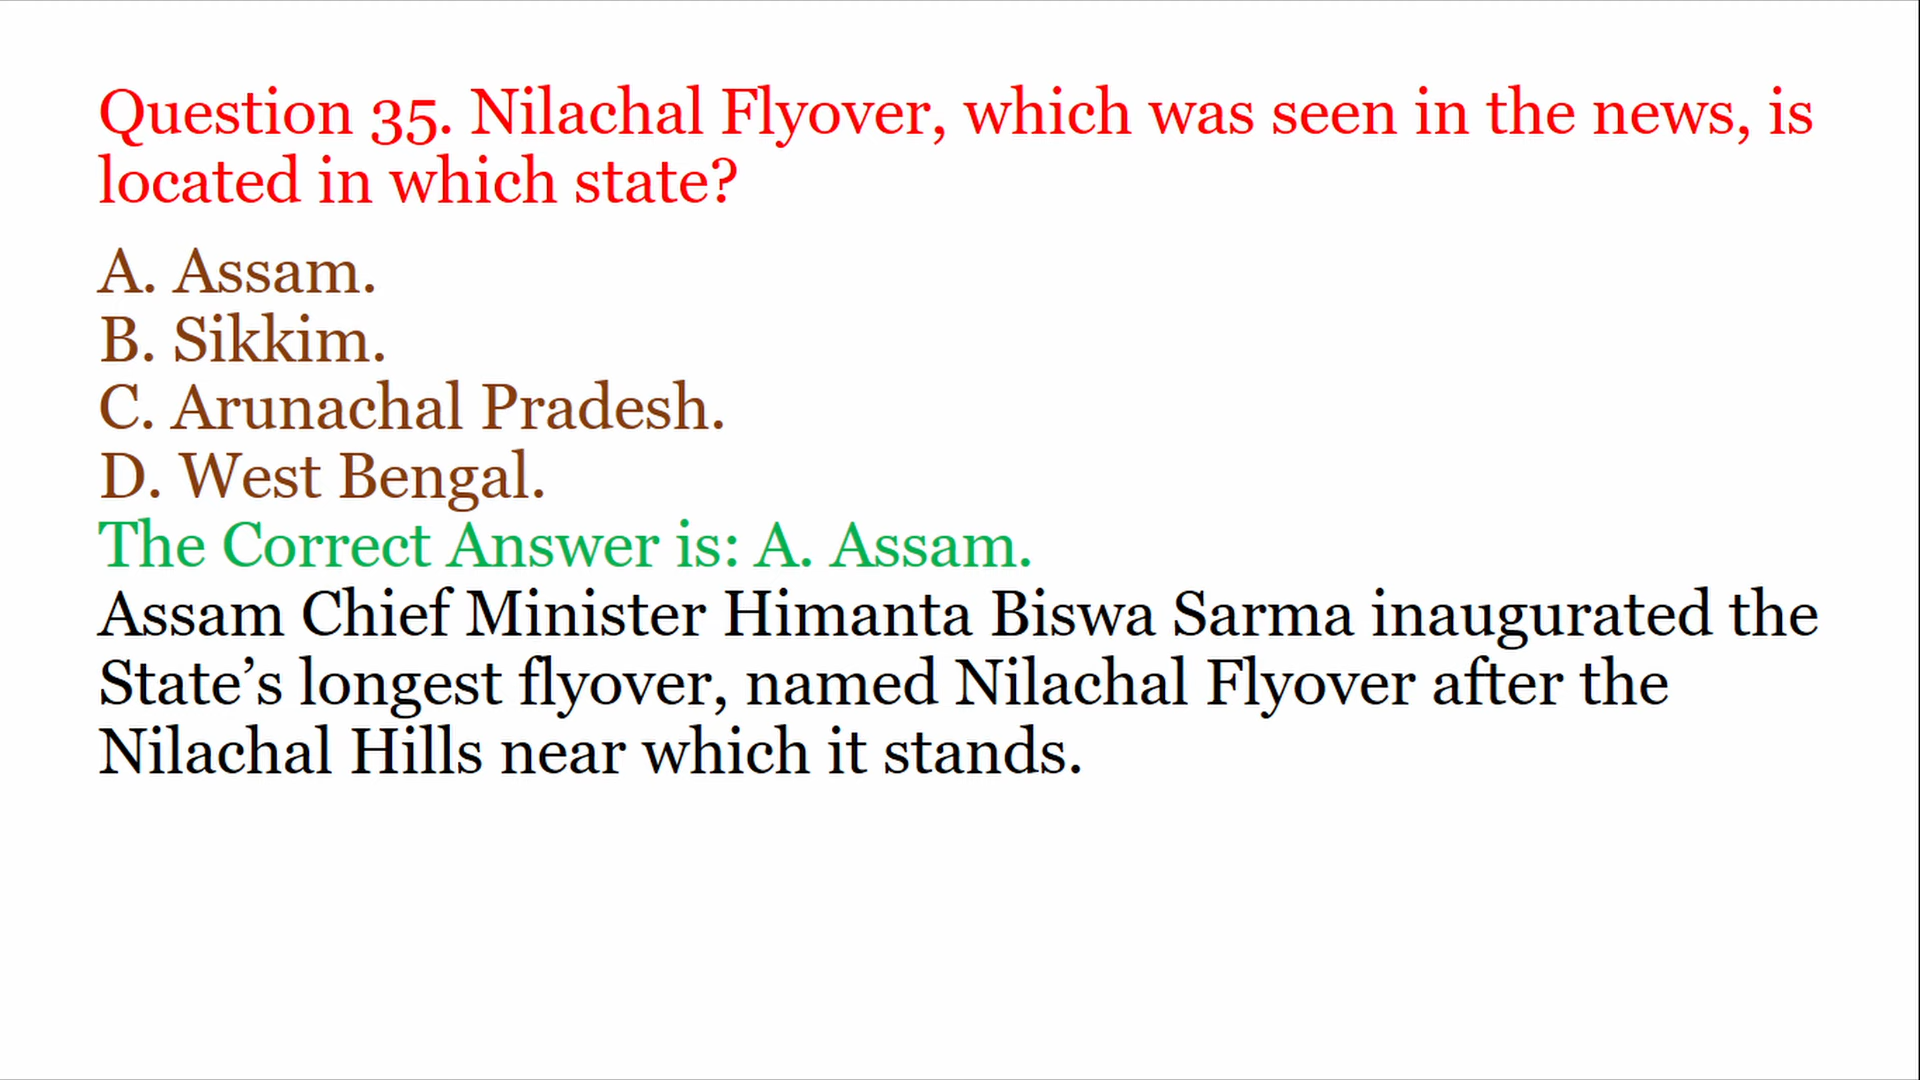 Question 35. Nilachal Flyover, which was seen in the news, is
located in which state?
A. Assam.
B. Sikkim.
C. Arunachal Pradesh.
D. West Bengal.
The Correct Answer is: A. Assam.
Assam Chief Minister Himanta Biswa Sarma inaugurated the
State’s longest flyover, named Nilachal Flyover after the
Nilachal Hills near which it stands.